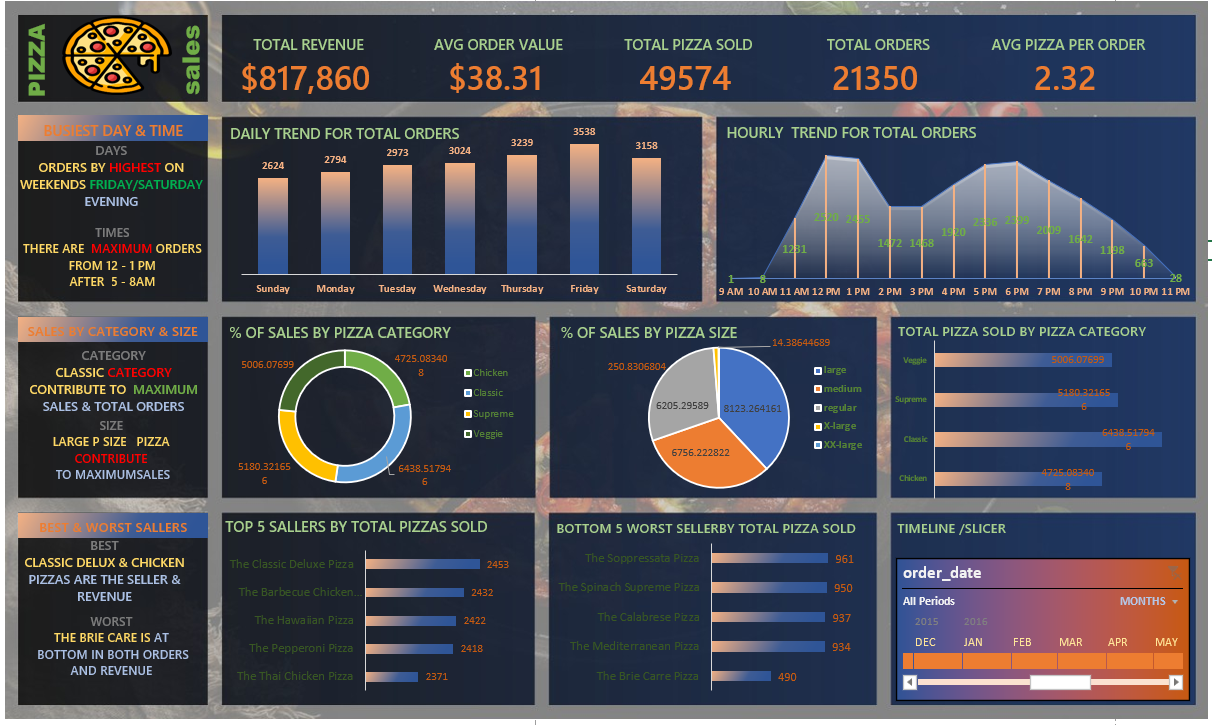 PIZZA
sales
TOTAL REVENUE
$817,860
AVG ORDER VALUE
$38.31
TOTAL PIZZA SOLD
49574
TOTAL ORDERS
21350
AVG PIZZA PER ORDER
2.32
BUSIEST DAY & TIME
DAYS
ORDERS BY HIGHEST ON
WEEKENDS FRIDAY/SATURDAY
EVENING
TIMES
THERE ARE MAXIMUM ORDERS
FROM 12 - 1 PM
AFTER 5 - 8AM
DAILY TREND FOR TOTAL ORDERS
2624
2794
2973
3024
3239
3538
3158
Sunday
Monday
Tuesday
Wednesday
Thursday
Friday
Saturday
HOURLY TREND FOR TOTAL ORDERS
1
8
1231
2520
2455
1472
1468
1920
2336
2399
2009
1642
1198
663
28
9 AM 10 AM 11 AM 12 PM 1 PM 2 PM 3 PM 4 PM 5 PM 6 PM 7 PM 8 PM 9 PM 10 PM 11 PM
SALES BY CATEGORY & SIZE
CATEGORY
CLASSIC CATEGORY
CONTRIBUTE TO MAXIMUM
SALES & TOTAL ORDERS
SIZE
LARGE P SIZE PIZZA
CONTRIBUTE
TO MAXIMUMSALES
% OF SALES BY PIZZA CATEGORY
5006.07699
4725.08340
8
5180.32165
6
6438.51794
6
Chicken
Classic
Supreme
Veggie
% OF SALES BY PIZZA SIZE
14.38644689
250.8306804
6205.29589
8123.264161
6756.222822
large
medium
regular
X-large
XX-large
TOTAL PIZZA SOLD BY PIZZA CATEGORY
Veggie
5006.07699
Supreme
5180.32165
6
Classic
6438.51794
6
Chicken
4725.08340
8
BEST & WORST SALLERS
BEST
CLASSIC DELUX & CHICKEN
PIZZAS ARE THE SELLER &
REVENUE
WORST
THE BRIE CARE IS AT
BOTTOM IN BOTH ORDERS
AND REVENUE
TOP 5 SALLERS BY TOTAL PIZZAS SOLD
The Classic Deluxe Pizza
2453
The Barbecue Chicken...
2432
The Hawaiian Pizza
2422
The Pepperoni Pizza
2418
The Thai Chicken Pizza
2371
BOTTOM 5 WORST SELLERBY TOTAL PIZZA SOLD
The Soppressata Pizza
961
The Spinach Supreme Pizza
950
The Calabrese Pizza
937
The Mediterranean Pizza
934
The Brie Carre Pizza
490
TIMELINE /SLICER
order_date
All Periods
MONTHS
2015
2016
DEC
JAN
FEB
MAR
APR
MAY